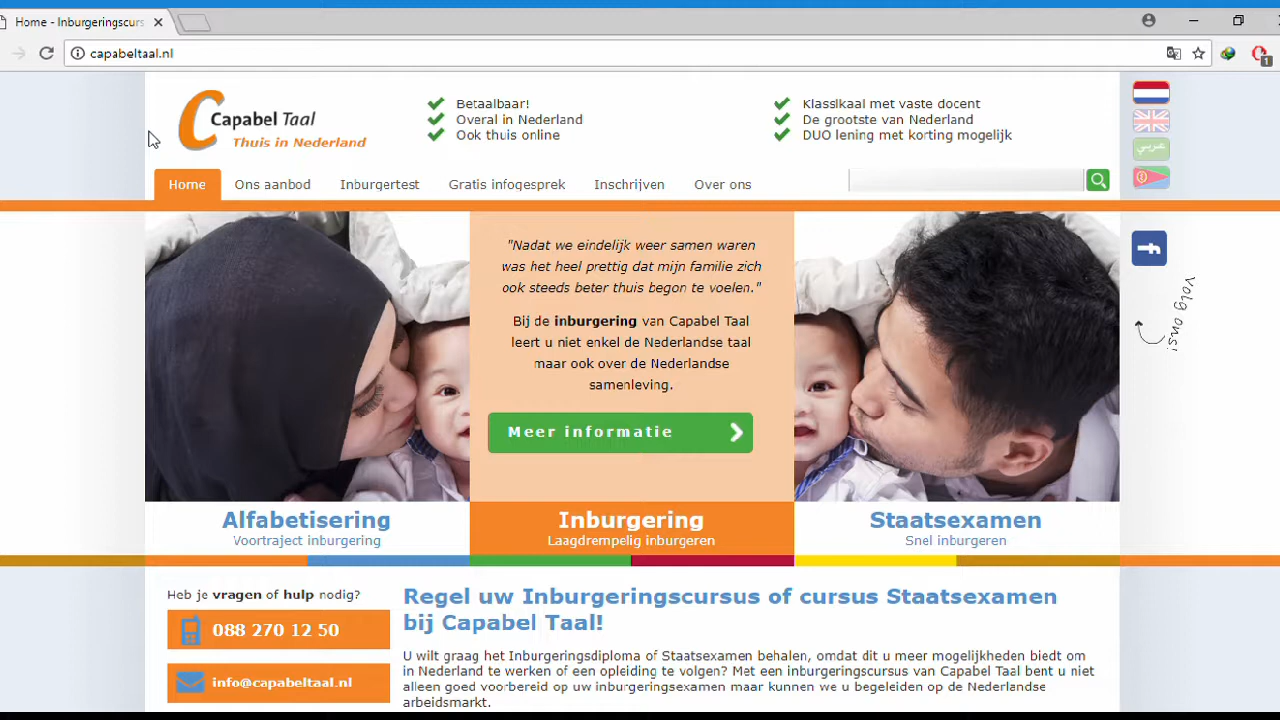 Home - Inburgeringscurs
capabeltaal.nl
1
Capabel Taal
Thuis in Nederland
Betaalbaar!
Overal in Nederland
Ook thuis online
Klassikaal met vaste docent
De grootste van Nederland
DUO lening met korting mogelijk
عربي
Home
Ons aanbod
Inburgeraar
Gratis infogesprek
Inschrijven
Over ons
"Nadat we eindelijk weer samen waren
was het heel prettig dat mijn familie zich
ook steeds beter thuis begon te voelen."
Bij de inburgering van Capabel Taal
leert u niet enkel de Nederlandse taal
maar ook over de Nederlandse
samenleving.
Meer informatie
volg ons!
Alfabetisering
Voortraject inburgering
Inburgering
Laagdrempelig inburgeren
Staatsexamen
Snel inburgeren
Heb je vragen of hulp nodig?
088 270 12 50
info@capabeltaal.nl
Regel uw Inburgeringscursus of cursus Staatsexamen
bij Capabel Taal!
U wilt graag het Inburgeringsdiploma of Staatsexamen behalen, omdat dit u meer mogelijkheden biedt om
in Nederland te werken of een opleiding te volgen? Met een inburgeringscursus van Capabel Taal bent u niet
alleen goed voorbereid op uw inburgeringsexamen maar kunnen we u begeleiden op de Nederlandse
arbeidsmarkt.